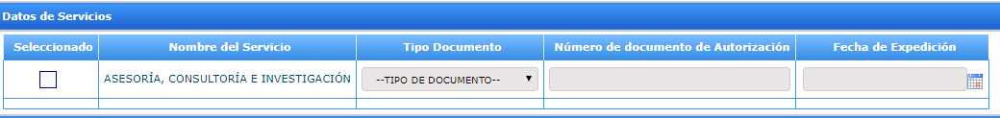 Datos de Servicios
Seleccionado Nombre del Servicio Tipo Documento Número de documento de Autorización Fecha de Expedición
ASESORÍA, CONSULTORÍA E INVESTIGACIÓN --TIPO DE DOCUMENTO--